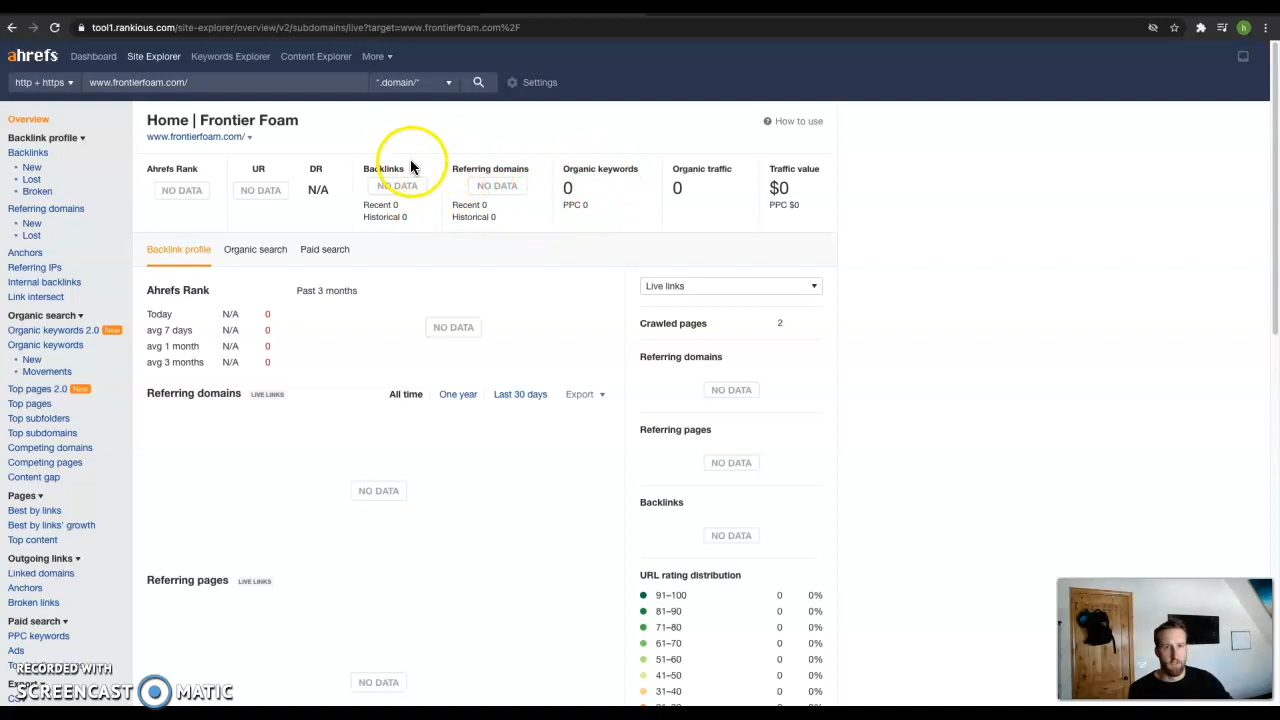 tool1.rankious.com/site-explorer/overview/v2/subdomains/live?target=www.frontierfoam.com%2F
h
ahrefs Dashboard Site Explorer Keywords Explorer Content Explorer More
http + https www.frontierfoam.com/ *.domain/* Settings
Overview
Backlink profile
Backlinks
New
Lost
Broken
Referring domains
New
Lost
Anchors
Referring IPs
Internal backlinks
Link intersect
Organic search
Organic keywords 2.0 New
Organic keywords
New
Movements
Top pages 2.0 New
Top pages
Top subfolders
Top subdomains
Competing domains
Competing pages
Content gap
Pages
Best by links
Best by links' growth
Top content
Outgoing links
Linked domains
Anchors
Broken links
Paid search
PPC keywords
Ads
RECORDED WITH
SCREENCAST MATIC
Home | Frontier Foam
How to use
www.frontierfoam.com/
Ahrefs Rank UR DR Backlinks Referring domains Organic keywords Organic traffic Traffic value
NO DATA NO DATA N/A NO DATA NO DATA 0 0 $0
Recent 0 Recent 0 PPC 0 PPC $0
Historical 0 Historical 0
Backlink profile Organic search Paid search
Ahrefs Rank Past 3 months
Today N/A 0
avg 7 days N/A 0
avg 1 month N/A 0
avg 3 months N/A 0
NO DATA
Referring domains LIVE LINKS All time One year Last 30 days Export
NO DATA
Referring pages LIVE LINKS
NO DATA
Live links
Crawled pages 2
Referring domains
NO DATA
Referring pages
NO DATA
Backlinks
NO DATA
URL rating distribution
91–100 0 0%
81–90 0 0%
71–80 0 0%
61–70 0 0%
51–60 0 0%
41–50 0 0%
31–40 0 0%